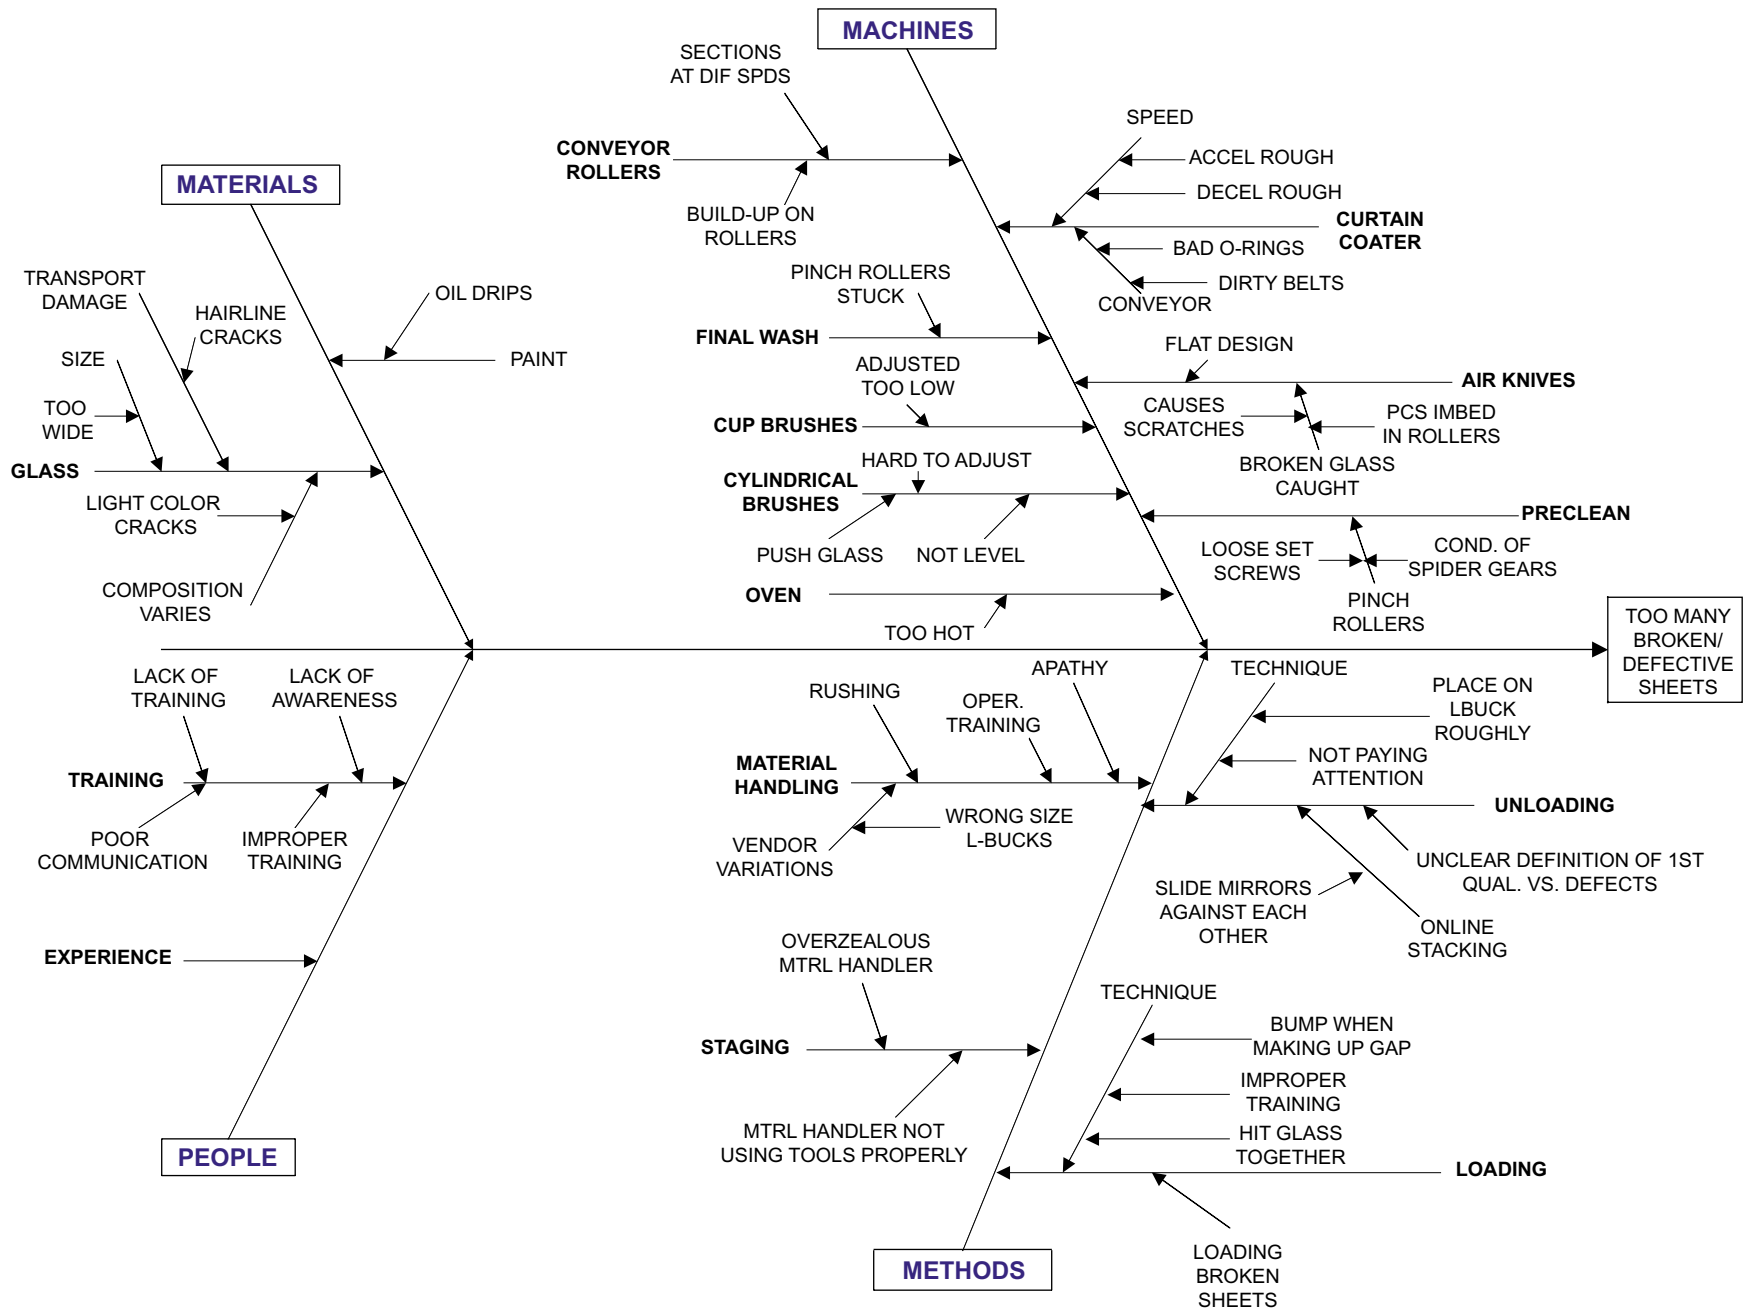 MACHINES
SECTIONS
AT DIF SPDS
CONVEYOR
ROLLERS
BUILD-UP ON
ROLLERS
SPEED
ACCEL ROUGH
DECEL ROUGH
CURTAIN
COATER
BAD O-RINGS
DIRTY BELTS
CONVEYOR
PINCH ROLLERS
STUCK
FINAL WASH
FLAT DESIGN
AIR KNIVES
CAUSES
SCRATCHES
PCS IMBED
IN ROLLERS
BROKEN GLASS
CAUGHT
ADJUSTED
TOO LOW
CUP BRUSHES
HARD TO ADJUST
CYLINDRICAL
BRUSHES
PUSH GLASS
NOT LEVEL
PRECLEAN
LOOSE SET
SCREWS
COND. OF
SPIDER GEARS
PINCH
ROLLERS
OVEN
TOO HOT
MATERIALS
TRANSPORT
DAMAGE
HAIRLINE
CRACKS
OIL DRIPS
PAINT
SIZE
TOO
WIDE
GLASS
LIGHT COLOR
CRACKS
COMPOSITION
VARIES
TOO MANY
BROKEN/
DEFECTIVE
SHEETS
LACK OF
TRAINING
LACK OF
AWARENESS
TRAINING
POOR
COMMUNICATION
IMPROPER
TRAINING
EXPERIENCE
PEOPLE
RUSHING
OPER.
TRAINING
APATHY
MATERIAL
HANDLING
VENDOR
VARIATIONS
WRONG SIZE
L-BUCKS
TECHNIQUE
PLACE ON
LBUCK
ROUGHLY
NOT PAYING
ATTENTION
UNLOADING
UNCLEAR DEFINITION OF 1ST
QUAL. VS. DEFECTS
SLIDE MIRRORS
AGAINST EACH
OTHER
ONLINE
STACKING
OVERZEALOUS
MTRL HANDLER
STAGING
MTRL HANDLER NOT
USING TOOLS PROPERLY
TECHNIQUE
BUMP WHEN
MAKING UP GAP
IMPROPER
TRAINING
HIT GLASS
TOGETHER
LOADING
LOADING
BROKEN
SHEETS
METHODS